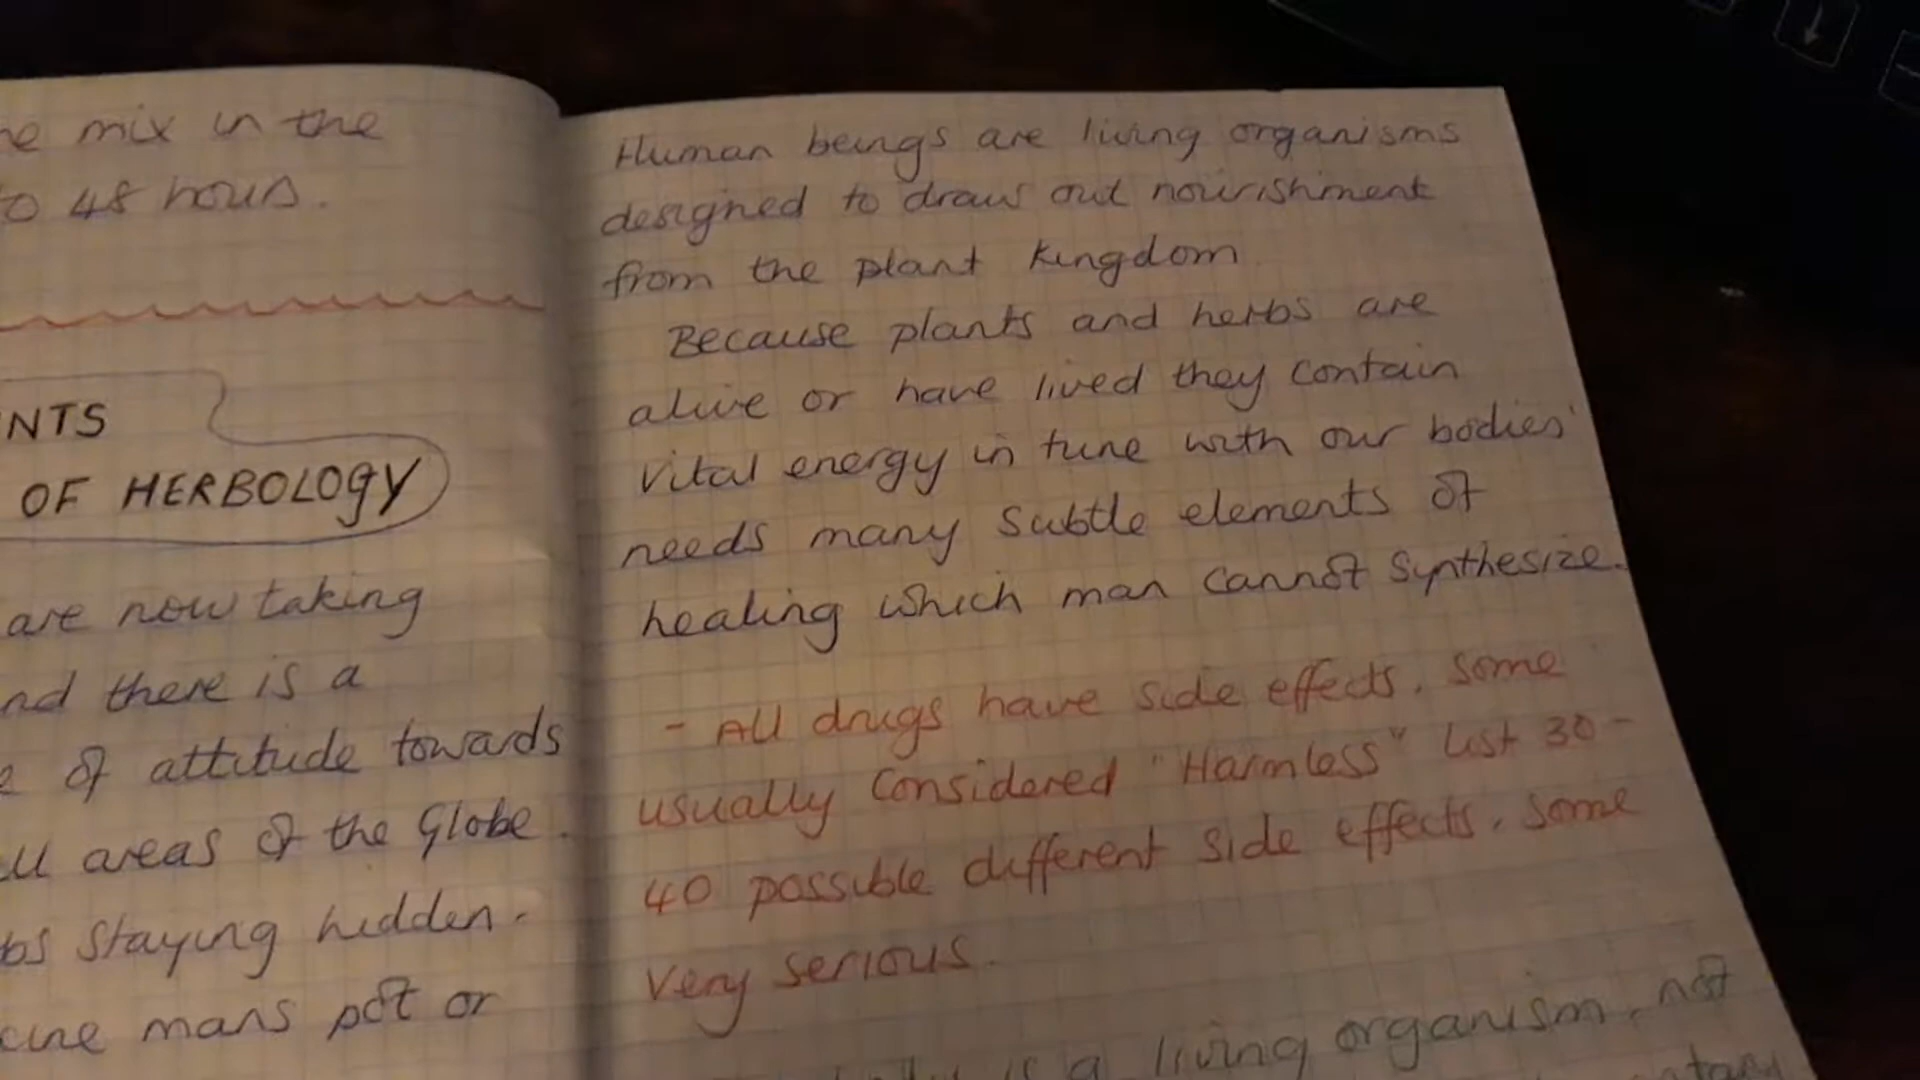 mix in the
48 hours.
NTS
OF HERBOLOGY
are now taking
there is a
of attitude towards
areas of the Globe.
staying hidden.
mans pot or
Human beings are living organisms
designed to draw out nourishment
from the plant kingdom
Because plants and herbs are
alive or have lived they contain
vital energy in tune with our bodies'
needs many subtle elements of
healing which man cannot synthesize.
- All drugs have side effects. Some
usually considered "Harmless" list 30-
40 possible different side effects. Some
very serious.
is a living organism, not